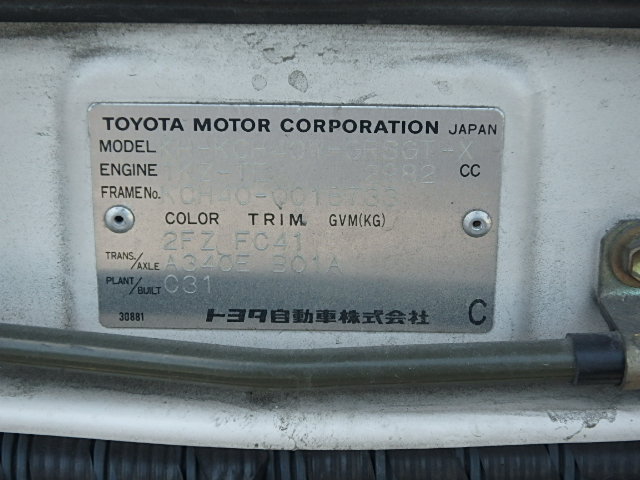 TOYOTA MOTOR CORPORATION JAPAN
MODEL
ENGINE CC
FRAME No.
COLOR TRIM GVM(KG)
2FZ FC41
TRANS./AXLE A340E B01A
PLANT/BUILT C31
30881 トヨタ自動車株式会社 C